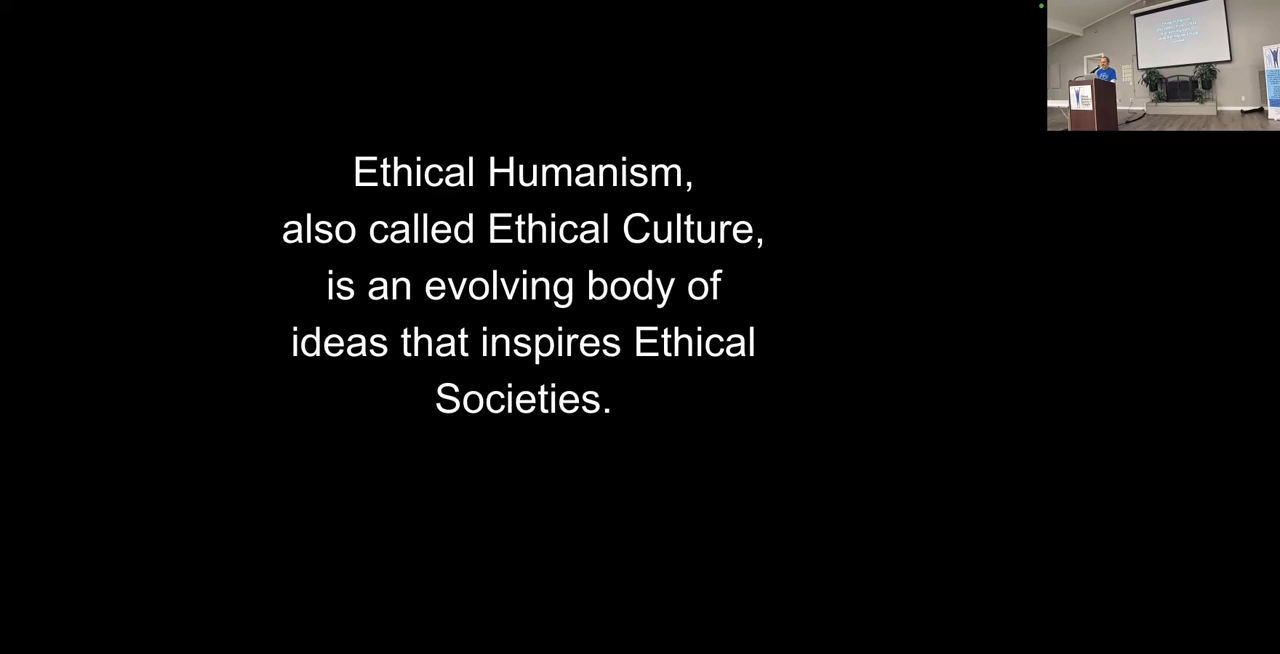 Ethical Humanism,
also called Ethical Culture,
is an evolving body of
ideas that inspires Ethical
Societies.